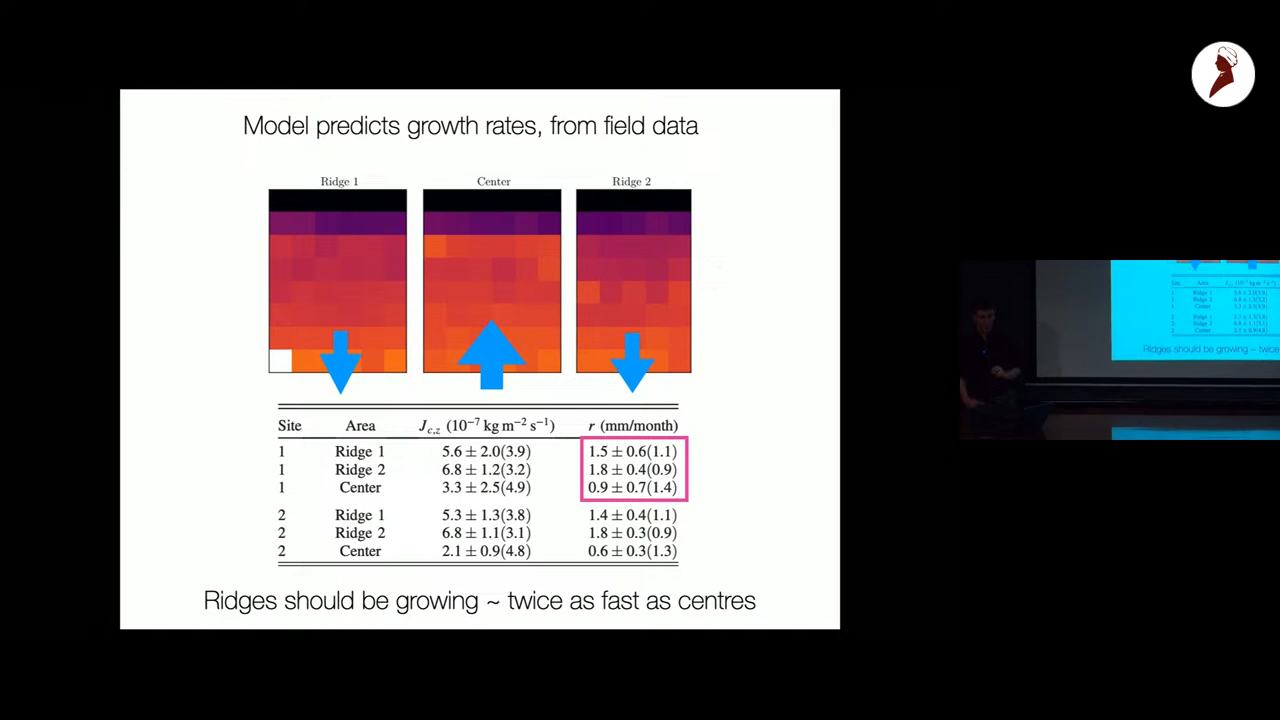 Model predicts growth rates, from field data
Ridge 1 Center Ridge 2
Site Area J_{c,z} (10⁻⁷ kg m⁻² s⁻¹) r (mm/month)
1 Ridge 1 5.6 ± 2.0(3.9) 1.5 ± 0.6(1.1)
1 Ridge 2 6.8 ± 1.2(3.2) 1.8 ± 0.4(0.9)
1 Center 3.3 ± 2.5(4.9) 0.9 ± 0.7(1.4)
2 Ridge 1 5.3 ± 1.3(3.8) 1.4 ± 0.4(1.1)
2 Ridge 2 6.8 ± 1.1(3.1) 1.8 ± 0.3(0.9)
2 Center 2.1 ± 0.9(4.8) 0.6 ± 0.3(1.3)
Ridges should be growing ~ twice as fast as centres
Ridges should be growing ~ twice